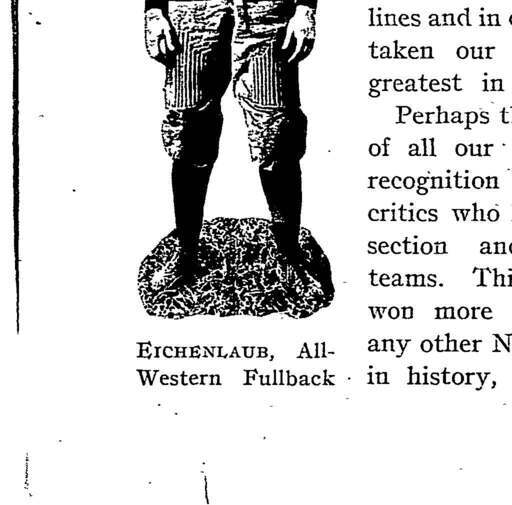 lines and in
taken our
greatest in
Perhaps
of all our
recognition
critics who
section
teams.
won more
any other
in history,
EICHENLAUB, All-
Western Fullback